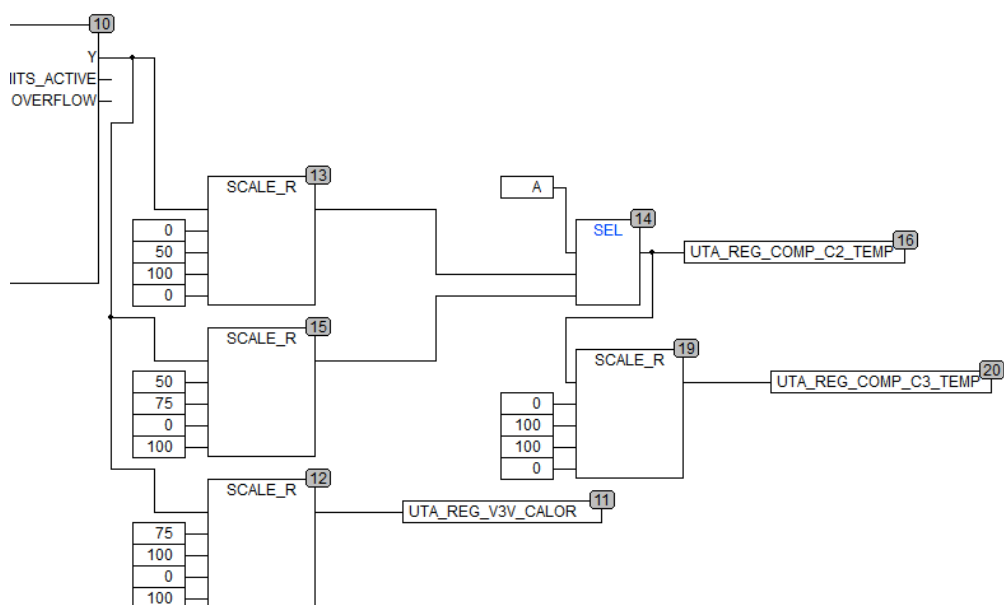 10
Y
IITS_ACTIVE
OVERFLOW
13
SCALE_R
0
50
100
0
A
14
SEL
16
UTA_REG_COMP_C2_TEMP
15
SCALE_R
50
75
0
100
19
SCALE_R
0
100
100
0
20
UTA_REG_COMP_C3_TEMP
12
SCALE_R
75
100
0
100
11
UTA_REG_V3V_CALOR